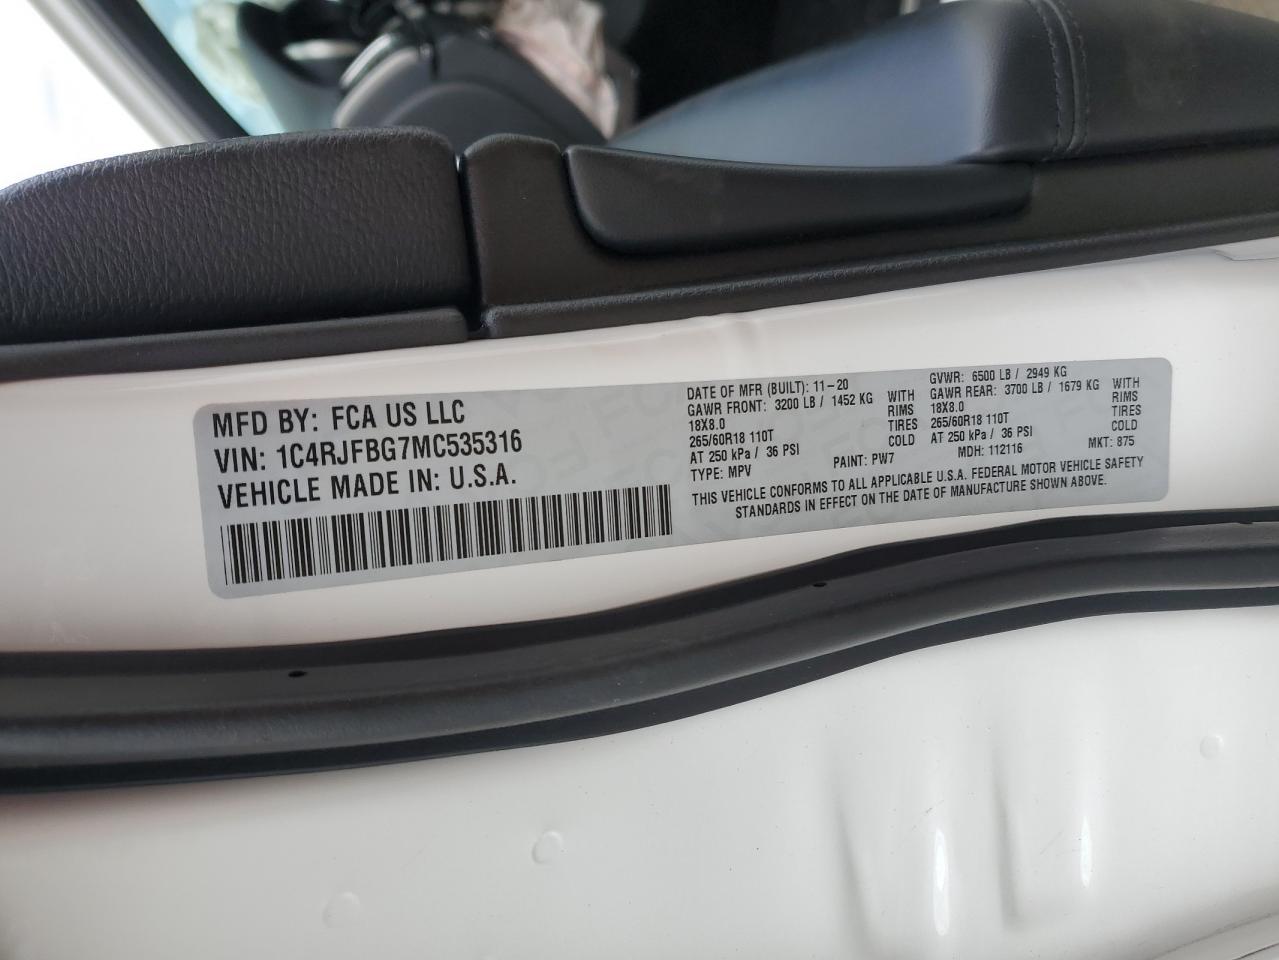 MFD BY: FCA US LLC
VIN: 1C4RJFBG7MC535316
VEHICLE MADE IN: U.S.A.
DATE OF MFR (BUILT): 11-20
GAWR FRONT: 3200 LB / 1452 KG WITH
18X8.0 RIMS
265/60R18 110T TIRES
AT 250 kPa / 36 PSI COLD
TYPE: MPV PAINT: PW7
GVWR: 6500 LB / 2949 KG
GAWR REAR: 3700 LB / 1679 KG WITH
18X8.0 RIMS
265/60R18 110T TIRES
AT 250 kPa / 36 PSI COLD
MDH: 112116 MKT: 875
THIS VEHICLE CONFORMS TO ALL APPLICABLE U.S.A. FEDERAL MOTOR VEHICLE SAFETY
STANDARDS IN EFFECT ON THE DATE OF MANUFACTURE SHOWN ABOVE.